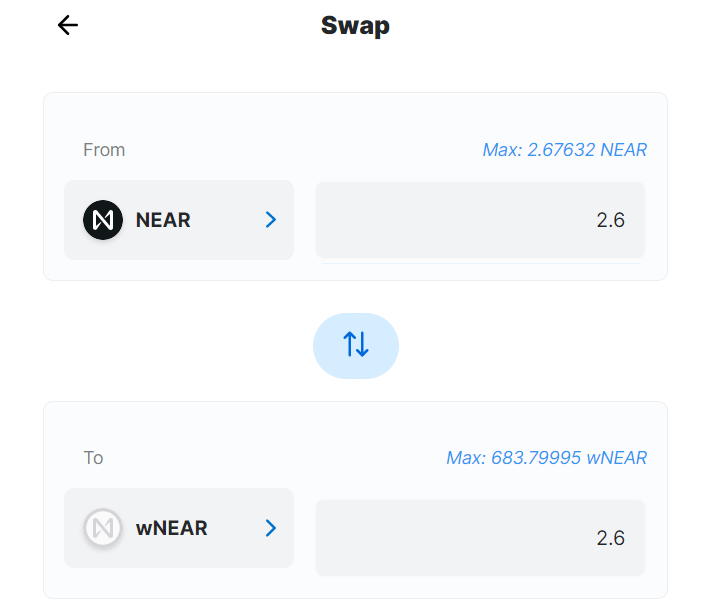 Swap
From
Max: 2.67632 NEAR
NEAR
2.6
To
Max: 683.79995 wNEAR
wNEAR
2.6